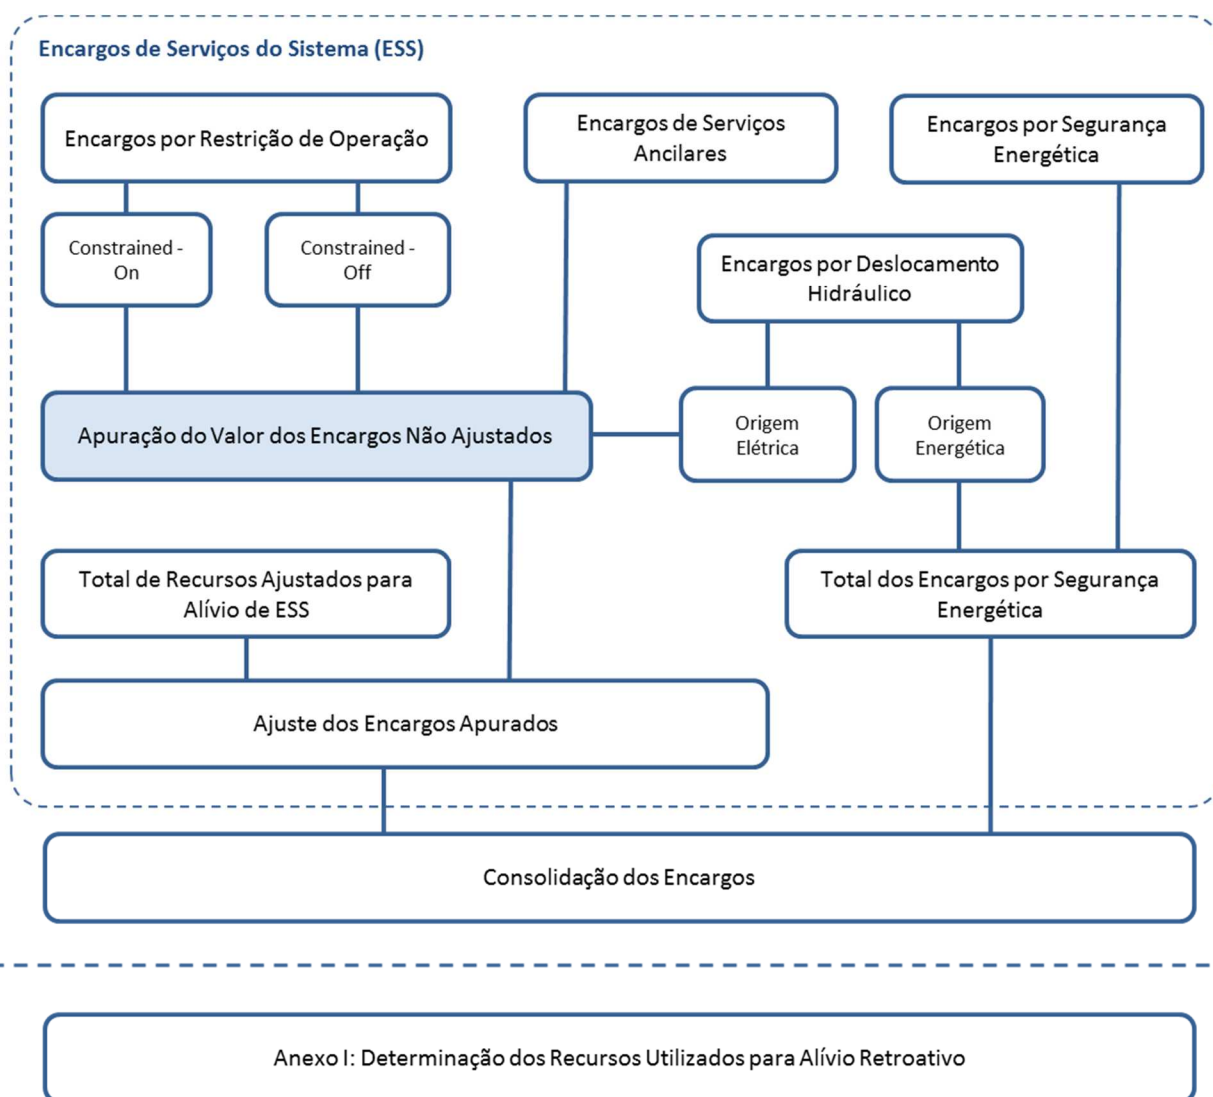 Encargos de Serviços do Sistema (ESS)
Encargos por Restrição de Operação
Encargos de Serviços
Ancilares
Encargos por Segurança
Energética
Constrained -
On
Constrained -
Off
Encargos por Deslocamento
Hidráulico
Apuração do Valor dos Encargos Não Ajustados
Origem
Elétrica
Origem
Energética
Total de Recursos Ajustados para
Alívio de ESS
Total dos Encargos por Segurança
Energética
Ajuste dos Encargos Apurados
Consolidação dos Encargos
Anexo I: Determinação dos Recursos Utilizados para Alívio Retroativo